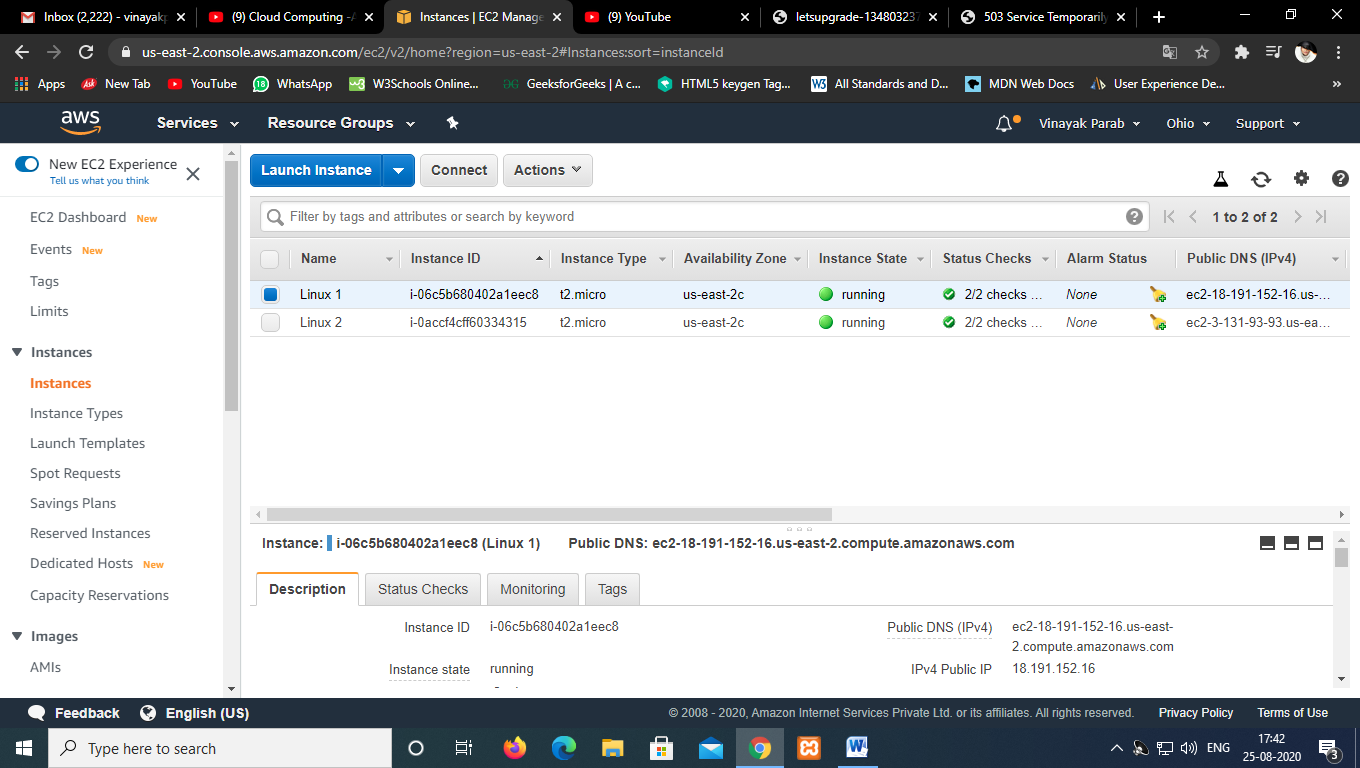 Inbox (2,222) - vinayakp
(9) Cloud Computing -
Instances | EC2 Manage
(9) YouTube
letsupgrade-13480323
503 Service Temporarily
us-east-2.console.aws.amazon.com/ec2/v2/home?region=us-east-2#Instances:sort=instanceId
Apps
Ask
New Tab
YouTube
18
WhatsApp
W3Schools Online...
GeeksforGeeks | A c...
HTML5 keygen Tag...
All Standards and D...
MDN Web Docs
User Experience De...
aws
Services
Resource Groups
Vinayak Parab
Ohio
Support
New EC2 Experience
Tell us what you think
EC2 Dashboard New
Events New
Tags
Limits
Instances
Instances
Instance Types
Launch Templates
Spot Requests
Savings Plans
Reserved Instances
Dedicated Hosts New
Capacity Reservations
Images
AMIs
Launch Instance
Connect
Actions
Filter by tags and attributes or search by keyword
1 to 2 of 2
Name Instance ID Instance Type Availability Zone Instance State Status Checks Alarm Status Public DNS (IPv4)
Linux 1 i-06c5b680402a1eec8 t2.micro us-east-2c running 2/2 checks ... None ec2-18-191-152-16.us-...
Linux 2 i-0accf4cff60334315 t2.micro us-east-2c running 2/2 checks ... None ec2-3-131-93-93.us-ea...
Instance: i-06c5b680402a1eec8 (Linux 1) Public DNS: ec2-18-191-152-16.us-east-2.compute.amazonaws.com
Description
Status Checks
Monitoring
Tags
Instance ID i-06c5b680402a1eec8
Instance state running
Public DNS (IPv4) ec2-18-191-152-16.us-east-
2.compute.amazonaws.com
IPv4 Public IP 18.191.152.16
Feedback
English (US)
© 2008 - 2020, Amazon Internet Services Private Ltd. or its affiliates. All rights reserved.
Privacy Policy
Terms of Use
Type here to search
ENG
17:42
25-08-2020
3